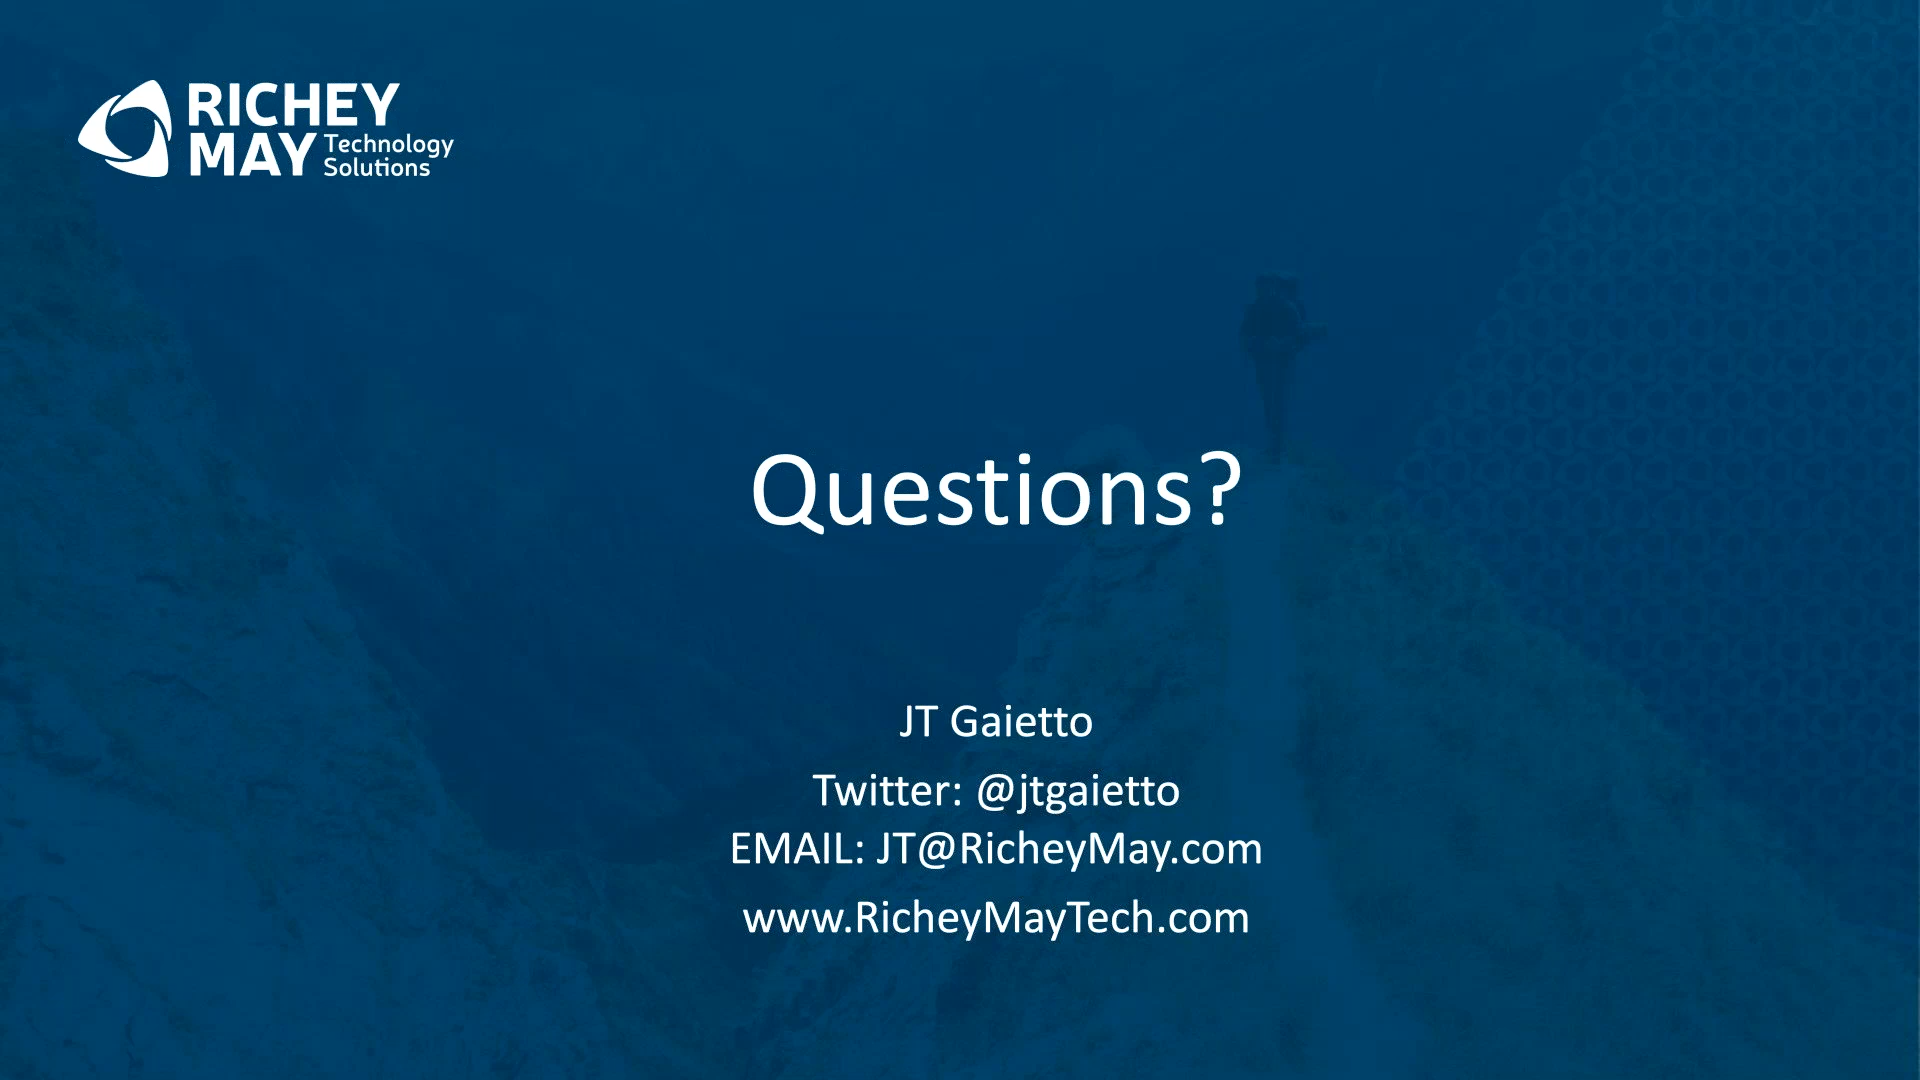 RICHEY
MAY Technology
Solutions
Questions?
JT Gaietto
Twitter: @jtgaietto
EMAIL: JT@RicheyMay.com
www.RicheyMayTech.com